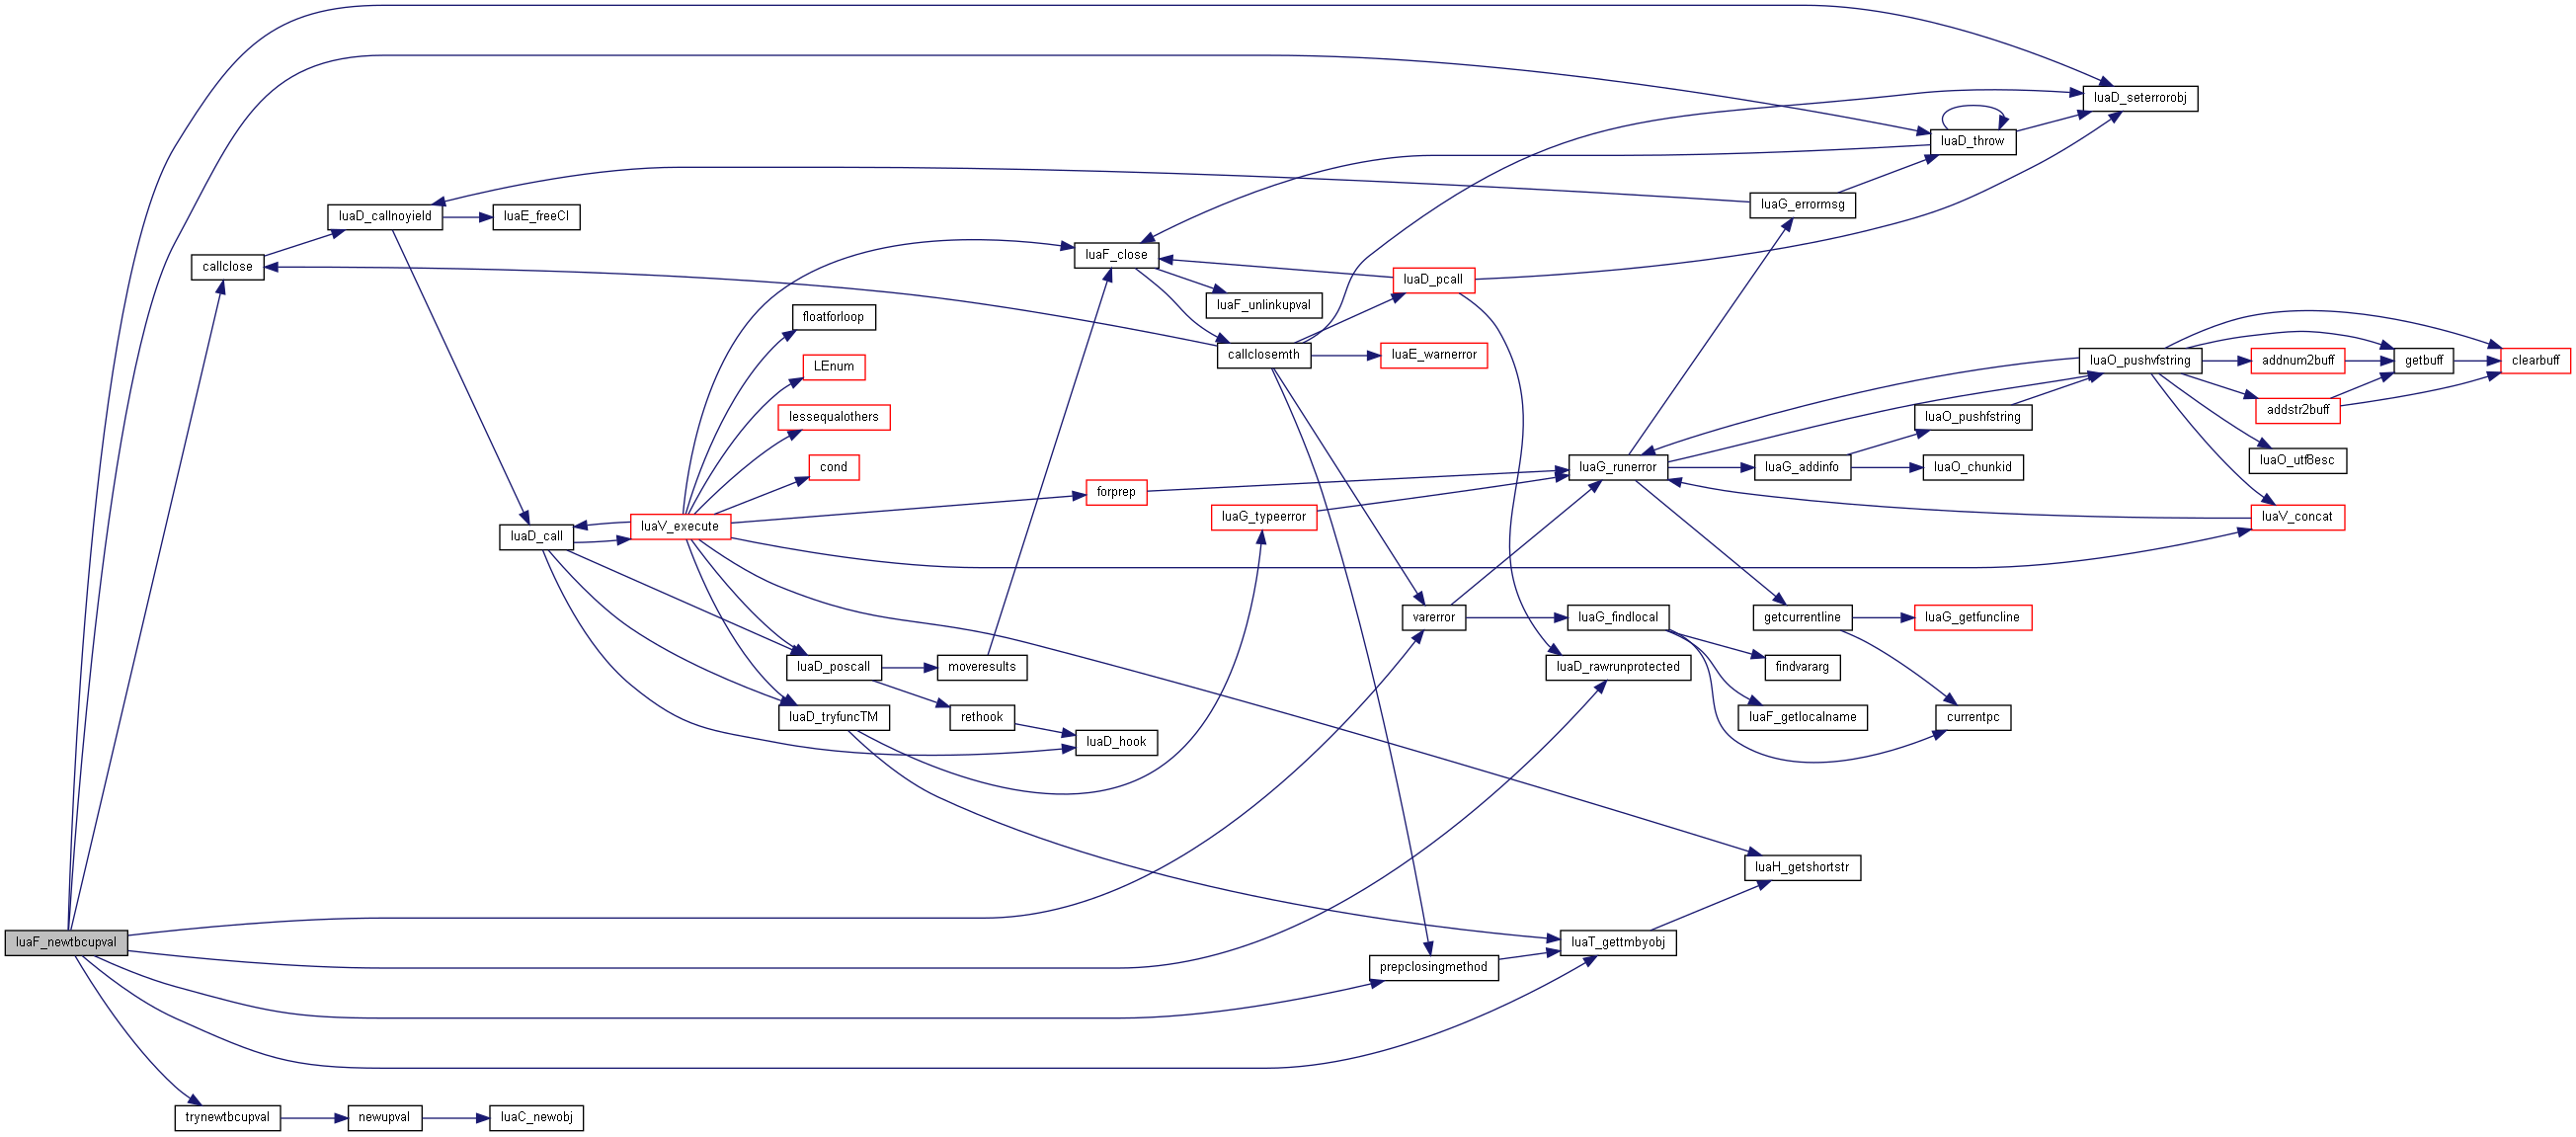 luaD_seterrorobj
luaD_throw
luaG_errormsg
luaD_callnoyield
luaE_freeCI
luaF_close
callclose
luaD_pcall
luaF_unlinkupval
floatforloop
callclosemth
luaE_warnerror
luaO_pushvfstring
addnum2buff
getbuff
clearbuff
LEnum
addstr2buff
lessequalothers
luaO_pushfstring
luaO_utf8esc
cond
luaG_runerror
luaG_addinfo
luaO_chunkid
forprep
luaG_typeerror
luaV_concat
luaV_execute
luaD_call
varerror
luaG_findlocal
getcurrentline
luaG_getfuncline
luaD_poscall
moveresults
luaD_rawrunprotected
findvararg
luaD_tryfuncTM
rethook
luaF_getlocalname
currentpc
luaD_hook
luaH_getshortstr
luaF_newtbcupval
luaT_gettmbyobj
prepclosingmethod
trynewtbcupval
newupval
luaC_newobj